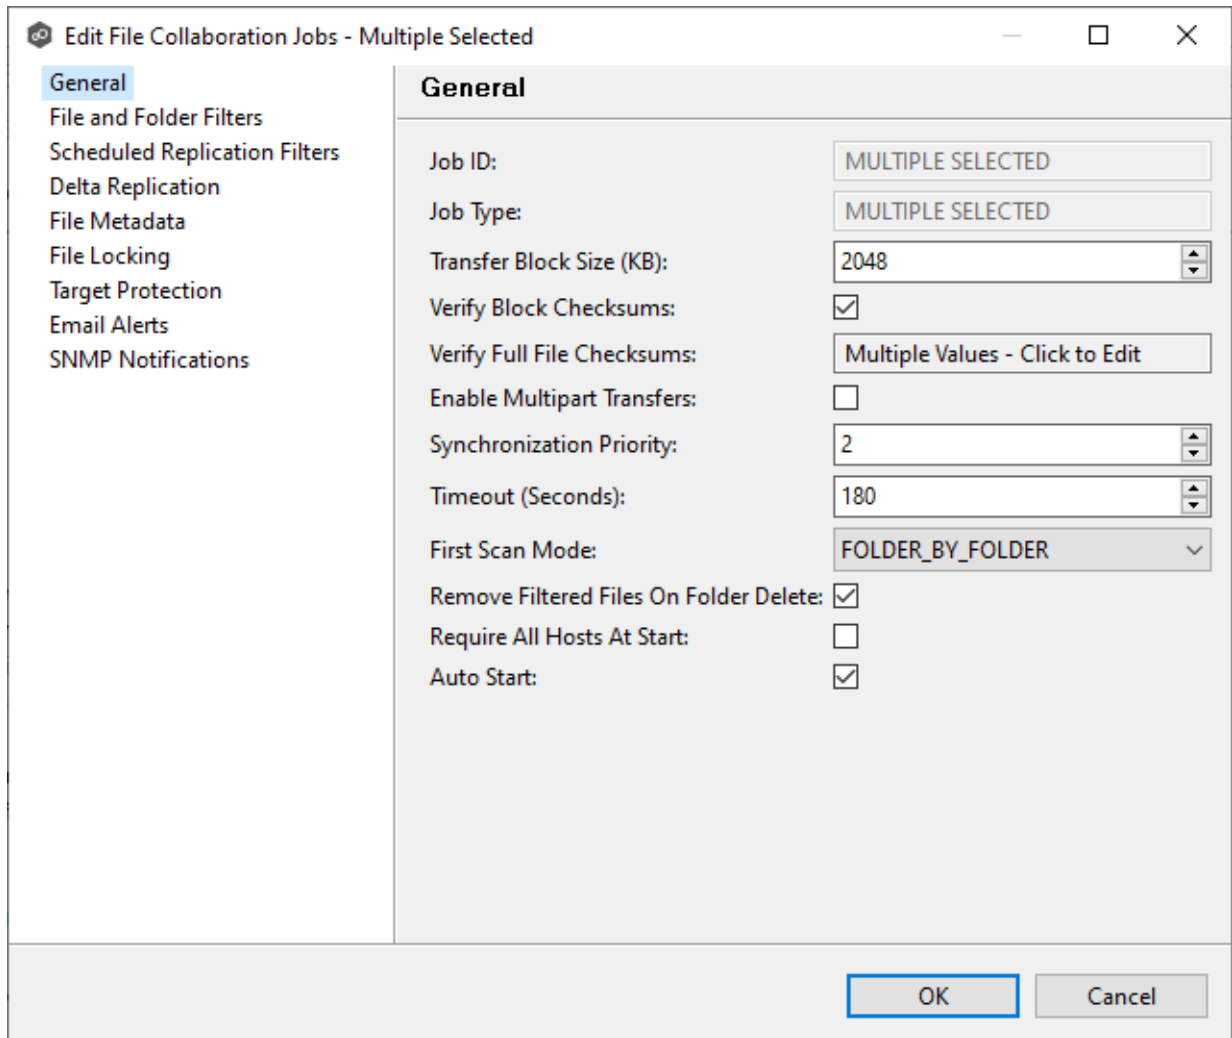 Edit File Collaboration Jobs - Multiple Selected
General
File and Folder Filters
Scheduled Replication Filters
Delta Replication
File Metadata
File Locking
Target Protection
Email Alerts
SNMP Notifications
General
Job ID: MULTIPLE SELECTED
Job Type: MULTIPLE SELECTED
Transfer Block Size (KB): 2048
Verify Block Checksums:
Verify Full File Checksums: Multiple Values - Click to Edit
Enable Multipart Transfers:
Synchronization Priority: 2
Timeout (Seconds): 180
First Scan Mode: FOLDER_BY_FOLDER
Remove Filtered Files On Folder Delete:
Require All Hosts At Start:
Auto Start:
OK Cancel